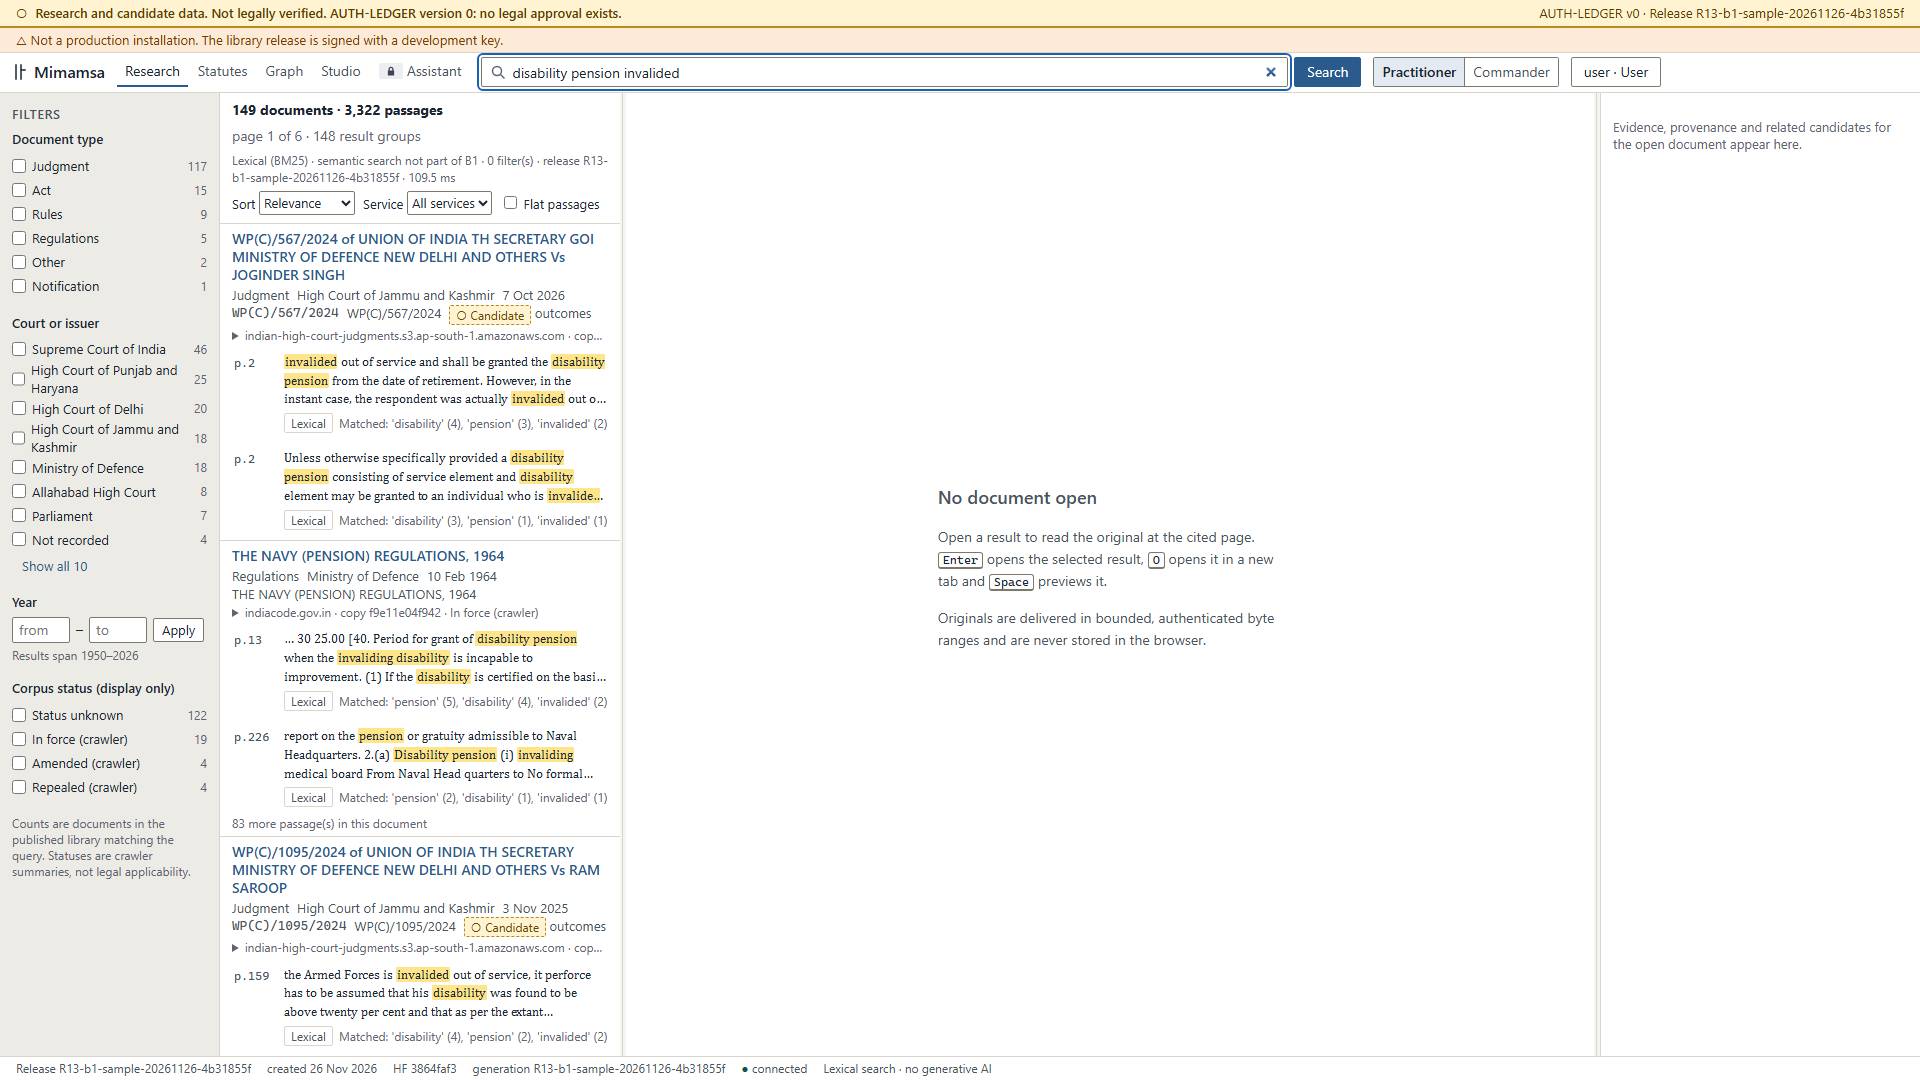 Research and candidate data. Not legally verified. AUTH-LEDGER version 0: no legal approval exists.
AUTH-LEDGER v0 · Release R13-b1-sample-20261126-4b31855f
⚠ Not a production installation. The library release is signed with a development key.
Mimamsa
Research
Statutes
Graph
Studio
Assistant
disability pension invalided
Search
Practitioner
Commander
user · User
FILTERS
Document type
Judgment 117
Act 15
Rules 9
Regulations 5
Other 2
Notification 1
Court or issuer
Supreme Court of India 46
High Court of Punjab and
Haryana 25
High Court of Delhi 20
High Court of Jammu and
Kashmir 18
Ministry of Defence 18
Allahabad High Court 8
Parliament 7
Not recorded 4
Show all 10
Year
from – to Apply
Results span 1950–2026
Corpus status (display only)
Status unknown 122
In force (crawler) 19
Amended (crawler) 4
Repealed (crawler) 4
Counts are documents in the
published library matching the
query. Statuses are crawler
summaries, not legal applicability.
149 documents · 3,322 passages
page 1 of 6 · 148 result groups
Lexical (BM25) · semantic search not part of B1 · 0 filter(s) · release R13-
b1-sample-20261126-4b31855f · 109.5 ms
Sort Relevance Service All services Flat passages
WP(C)/567/2024 of UNION OF INDIA TH SECRETARY GOI
MINISTRY OF DEFENCE NEW DELHI AND OTHERS Vs
JOGINDER SINGH
Judgment High Court of Jammu and Kashmir 7 Oct 2026
WP(C)/567/2024 WP(C)/567/2024 Candidate outcomes
indian-high-court-judgments.s3.ap-south-1.amazonaws.com · cop...
p.2 invalided out of service and shall be granted the disability
pension from the date of retirement. However, in the
instant case, the respondent was actually invalided out o...
Lexical Matched: 'disability' (4), 'pension' (3), 'invalided' (2)
p.2 Unless otherwise specifically provided a disability
pension consisting of service element and disability
element may be granted to an individual who is invalide...
Lexical Matched: 'disability' (3), 'pension' (1), 'invalided' (1)
THE NAVY (PENSION) REGULATIONS, 1964
Regulations Ministry of Defence 10 Feb 1964
THE NAVY (PENSION) REGULATIONS, 1964
indiacode.gov.in · copy f9e11e04f942 · In force (crawler)
p.13 ... 30 25.00 [40. Period for grant of disability pension
when the invaliding disability is incapable to
improvement. (1) If the disability is certified on the basi...
Lexical Matched: 'pension' (5), 'disability' (4), 'invalided' (2)
p.226 report on the pension or gratuity admissible to Naval
Headquarters. 2.(a) Disability pension (i) invaliding
medical board From Naval Head quarters to No formal...
Lexical Matched: 'pension' (2), 'disability' (1), 'invalided' (1)
83 more passage(s) in this document
WP(C)/1095/2024 of UNION OF INDIA TH SECRETARY
MINISTRY OF DEFENCE NEW DELHI AND OTHERS Vs RAM
SAROOP
Judgment High Court of Jammu and Kashmir 3 Nov 2025
WP(C)/1095/2024 WP(C)/1095/2024 Candidate outcomes
indian-high-court-judgments.s3.ap-south-1.amazonaws.com · cop...
p.159 the Armed Forces is invalided out of service, it perforce
has to be assumed that his disability was found to be
above twenty per cent and that as per the extant...
Lexical Matched: 'disability' (4), 'pension' (2), 'invalided' (2)
No document open
Open a result to read the original at the cited page.
Enter opens the selected result, O opens it in a new
tab and Space previews it.
Originals are delivered in bounded, authenticated byte
ranges and are never stored in the browser.
Evidence, provenance and related candidates for
the open document appear here.
Release R13-b1-sample-20261126-4b31855f created 26 Nov 2026 HF 3864faf3 generation R13-b1-sample-20261126-4b31855f ● connected Lexical search · no generative AI